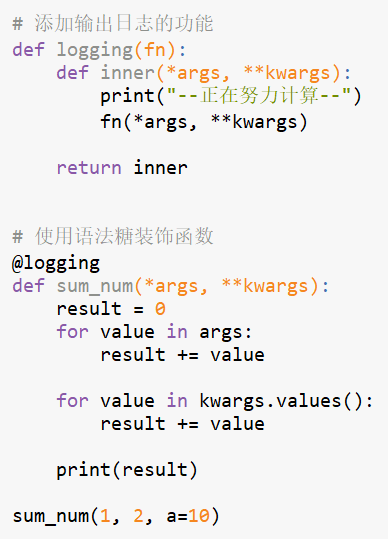 # 添加输出日志的功能
def logging(fn):
    def inner(*args, **kwargs):
        print("--正在努力计算--")
        fn(*args, **kwargs)

    return inner


# 使用语法糖装饰函数
@logging
def sum_num(*args, **kwargs):
    result = 0
    for value in args:
        result += value

    for value in kwargs.values():
        result += value

    print(result)

sum_num(1, 2, a=10)